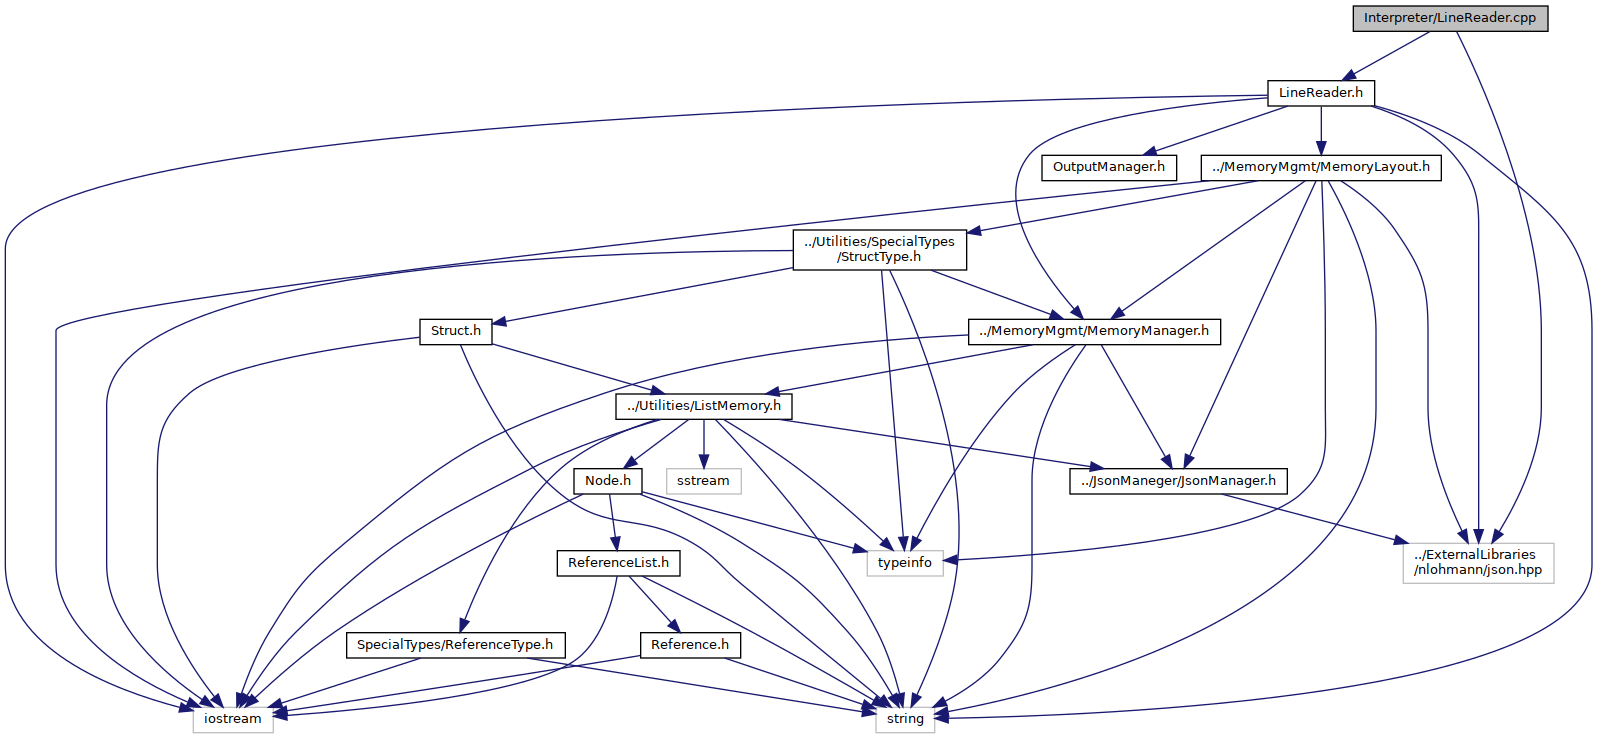 Interpreter/LineReader.cpp
LineReader.h
OutputManager.h
../MemoryMgmt/MemoryLayout.h
../Utilities/SpecialTypes
/StructType.h
Struct.h
../MemoryMgmt/MemoryManager.h
../Utilities/ListMemory.h
Node.h
sstream
../JsonManeger/JsonManager.h
ReferenceList.h
typeinfo
../ExternalLibraries
/nlohmann/json.hpp
SpecialTypes/ReferenceType.h
Reference.h
iostream
string